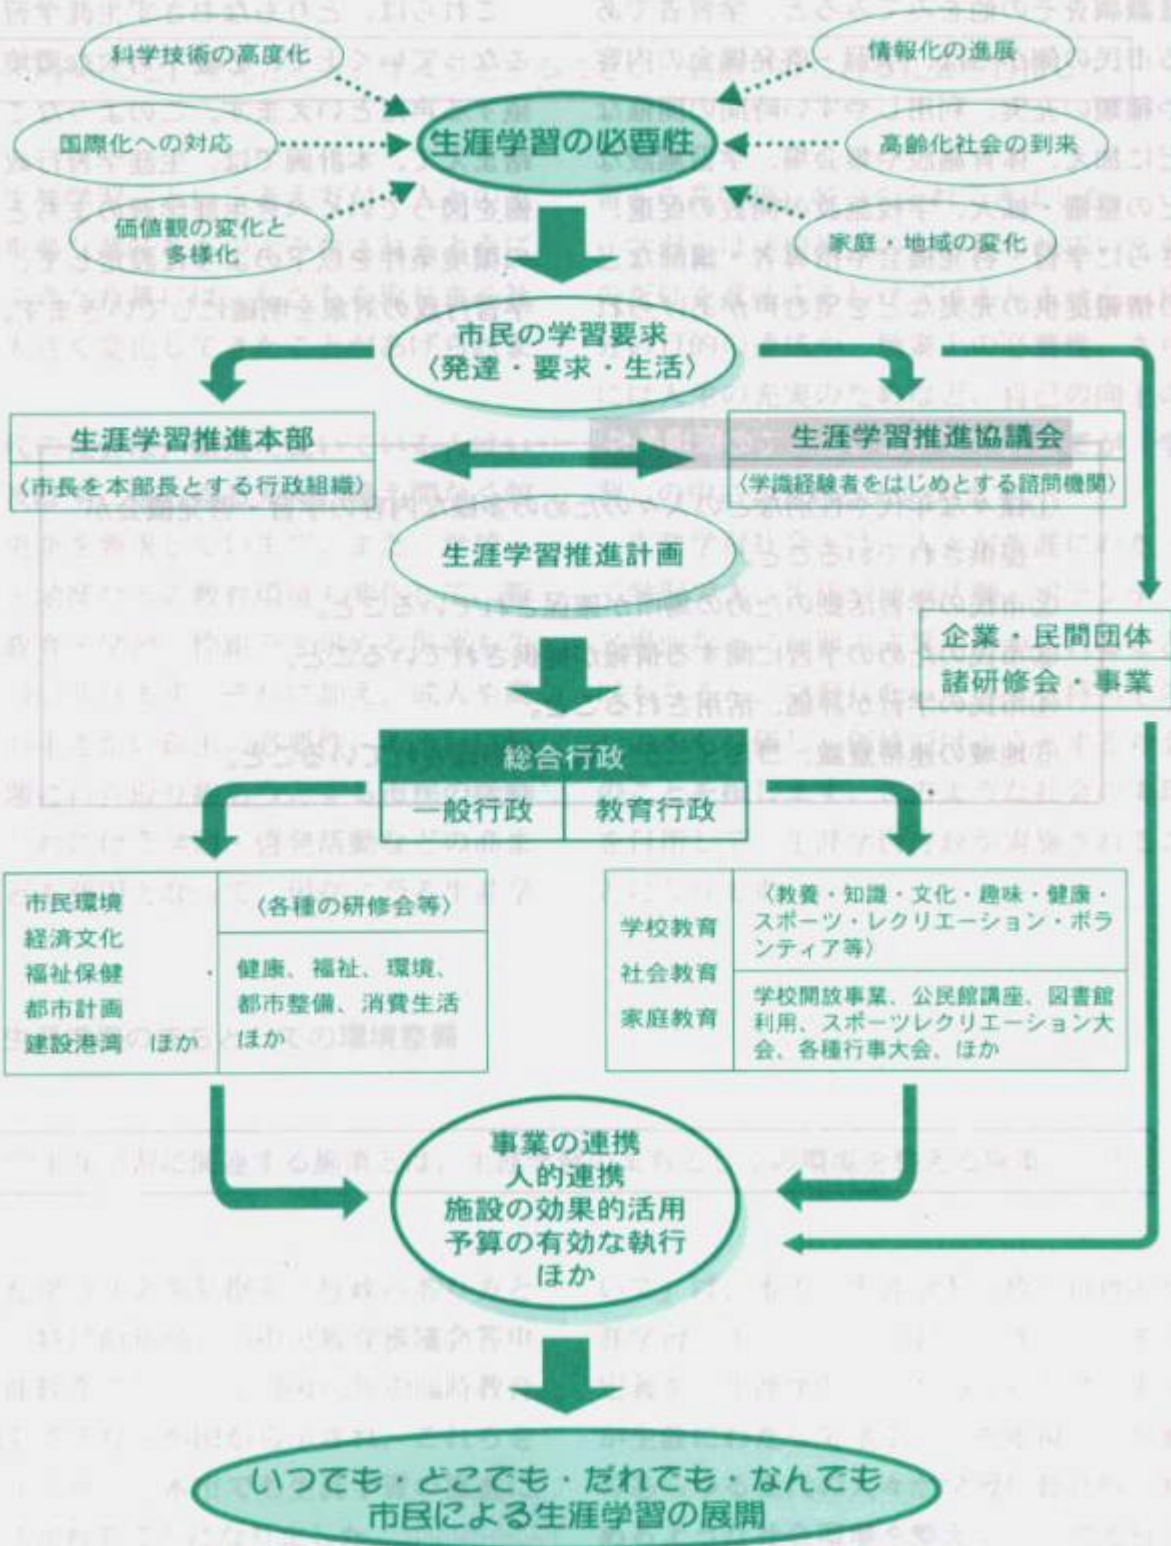 科学技術の高度化
情報化の進展
生涯学習の必要性
国際化への対応
高齢化社会の到来
価値観の変化と
多様化
家庭・地域の変化
市民の学習要求
〈発達・要求・生活〉
生涯学習推進本部
〈市長を本部長とする行政組織〉
生涯学習推進協議会
〈学識経験者をはじめとする諮問機関〉
生涯学習推進計画
企業・民間団体
諸研修会・事業
総合行政
一般行政
教育行政
市民環境
経済文化
福祉保健
都市計画
建設港湾 ほか
〈各種の研修会等〉
健康、福祉、環境、
都市整備、消費生活
ほか
学校教育
社会教育
家庭教育
〈教養・知識・文化・趣味・健康・
スポーツ・レクリエーション・ボラ
ンティア等〉
学校開放事業、公民館講座、図書館
利用、スポーツレクリエーション大
会、各種行事大会、ほか
事業の連携
人的連携
施設の効果的活用
予算の有効な執行
ほか
いつでも・どこでも・だれでも・なんでも
市民による生涯学習の展開